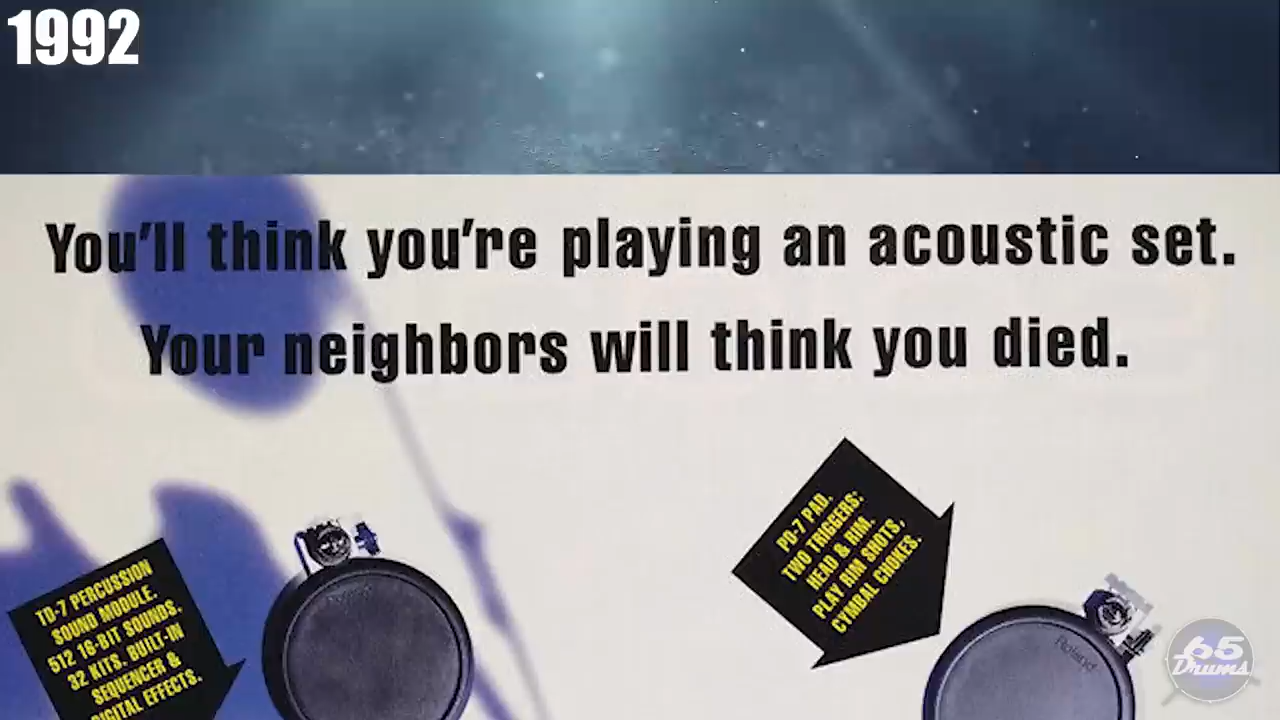 1992
You'll think you're playing an acoustic set.
Your neighbors will think you died.
PD-7 PAD.
TWO TRIGGERS:
HEAD & RIM.
PLAY RIM SHOTS,
CYMBAL CHOKES.
TD-7 PERCUSSION
SOUND MODULE.
512 16-BIT SOUNDS.
32 KITS. BUILT-IN
SEQUENCER &
DIGITAL EFFECTS.
Roland
65
Drums